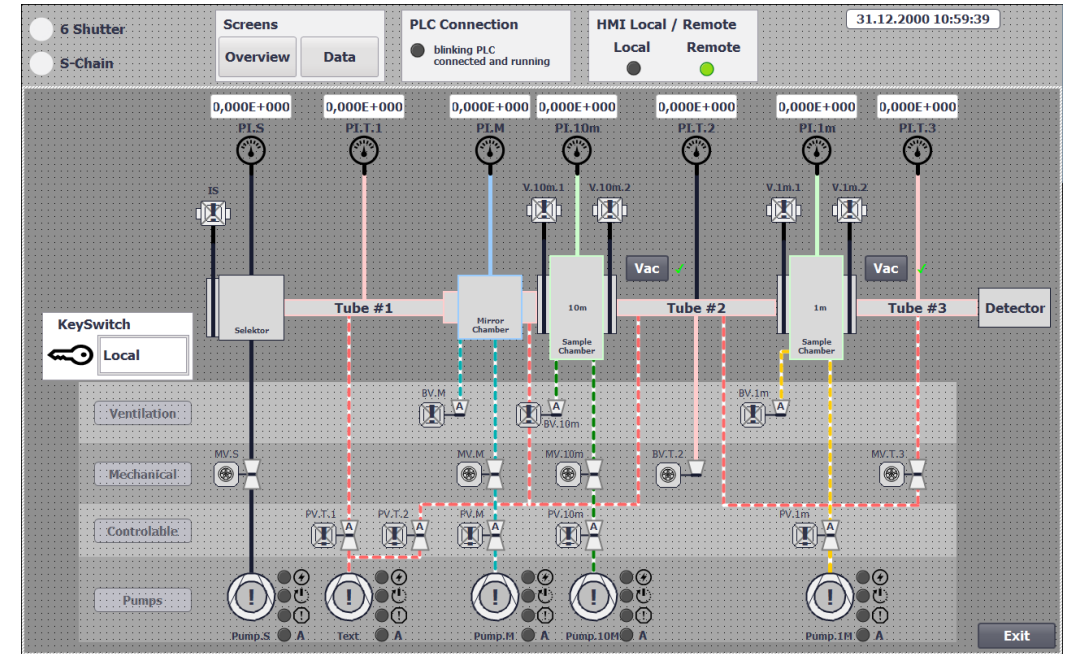 6 Shutter
S-Chain
Screens
Overview
Data
PLC Connection
blinking PLC
connected and running
HMI Local / Remote
Local
Remote
31.12.2000 10:59:39
0,000E+000
0,000E+000
0,000E+000
0,000E+000
0,000E+000
0,000E+000
0,000E+000
PI.S
PI.T.1
PI.M
PI.10m
PI.T.2
PI.1m
PI.T.3
IS
V.10m.1
V.10m.2
V.1m.1
V.1m.2
Vac
Vac
Selektor
Tube #1
Mirror
Chamber
10m
Sample
Chamber
Tube #2
1m
Sample
Chamber
Tube #3
Detector
KeySwitch
Local
Ventilation
BV.M
A
A
BV.10m
BV.1m
A
Mechanical
MV.S
MV.M
MV.10m
BV.T.2
MV.T.3
Controlable
PV.T.1
A
PV.T.2
A
PV.M
A
PV.10m
A
PV.1m
A
Pumps
Pump.S
A
Text
A
Pump.M
A
Pump.10M
A
Pump.1M
A
Exit